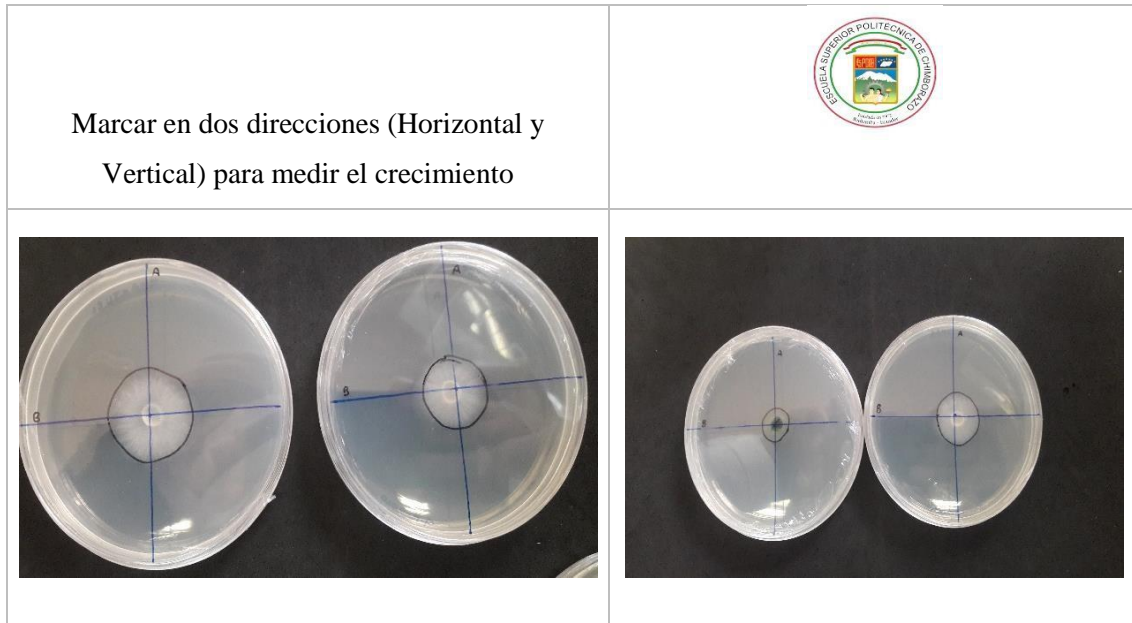 Marcar en dos direcciones (Horizontal y
Vertical) para medir el crecimiento
ESCUELA SUPERIOR POLITÉCNICA DE CHIMBORAZO
A
B
A
B
A
B
A
B